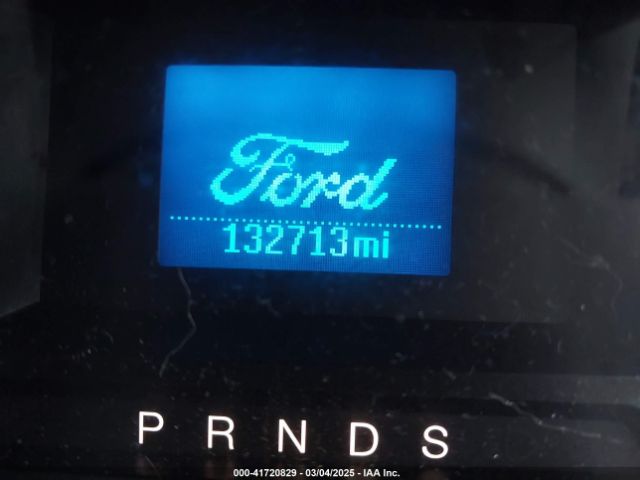 Ford
132713mi
P R N D S
000-41720829 - 03/04/2025 - IAA Inc.